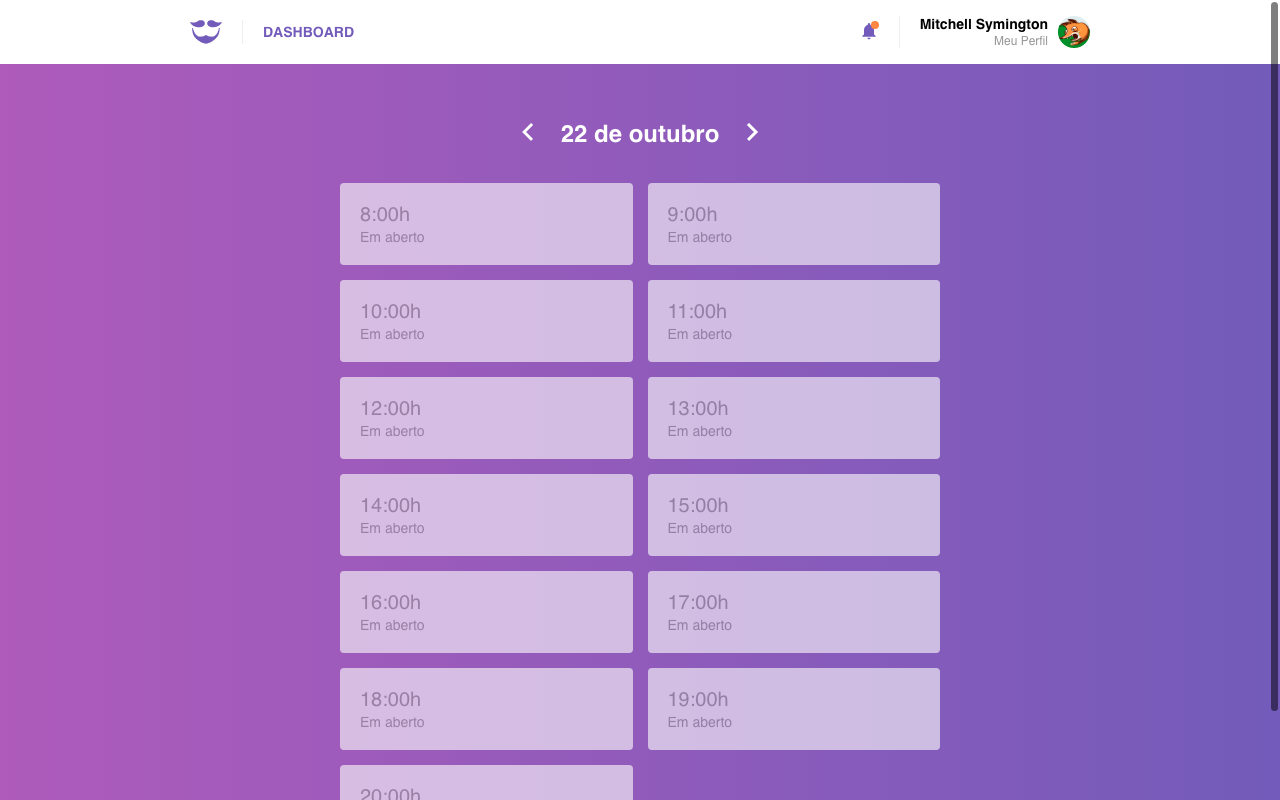 DASHBOARD
Mitchell Symington
Meu Perfil
22 de outubro
8:00h
Em aberto
9:00h
Em aberto
10:00h
Em aberto
11:00h
Em aberto
12:00h
Em aberto
13:00h
Em aberto
14:00h
Em aberto
15:00h
Em aberto
16:00h
Em aberto
17:00h
Em aberto
18:00h
Em aberto
19:00h
Em aberto
20:00h